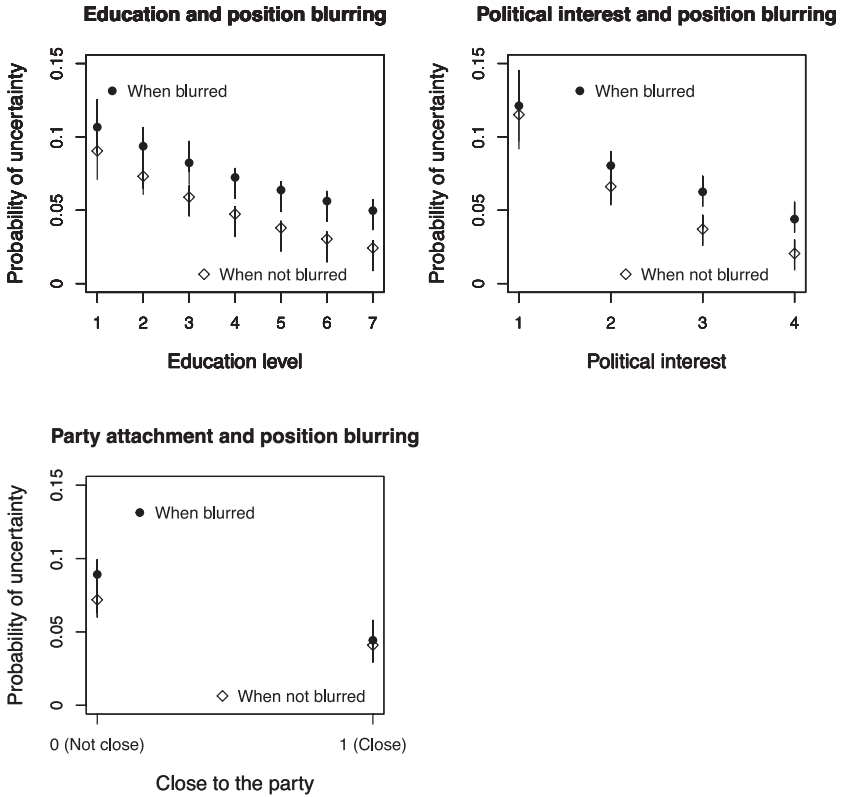 Education and position blurring
Probability of uncertainty
0.15
0.1
0.05
0
When blurred
When not blurred
1 2 3 4 5 6 7
Education level
Political interest and position blurring
Probability of uncertainty
0.15
0.1
0.05
0
When blurred
When not blurred
1 2 3 4
Political interest
Party attachment and position blurring
Probability of uncertainty
0.15
0.1
0.05
0
When blurred
When not blurred
0 (Not close) 1 (Close)
Close to the party